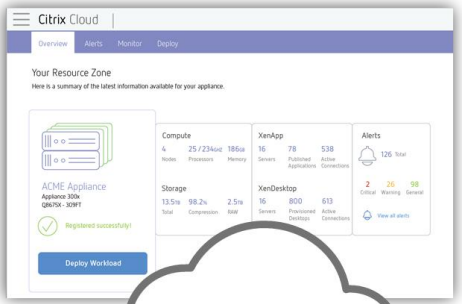 Citrix Cloud
Overview Alerts Monitor Deploy
Your Resource Zone
Here is a summary of the latest information available for your appliance.
ACME Appliance
Appliance 300x
QB675X - 309FT
Registered successfully!
Deploy Workload
Compute
4 25/234GHZ 186GB
Nodes Processors Memory
Storage
13.5TB 98.2% 2.5TB
Total Compression RAW
XenApp
16 78 538
Servers Published Applications Active Connections
XenDesktop
16 800 613
Servers Provisioned Desktops Active Connections
Alerts
126 Total
2 26 98
Critical Warning General
View all alerts